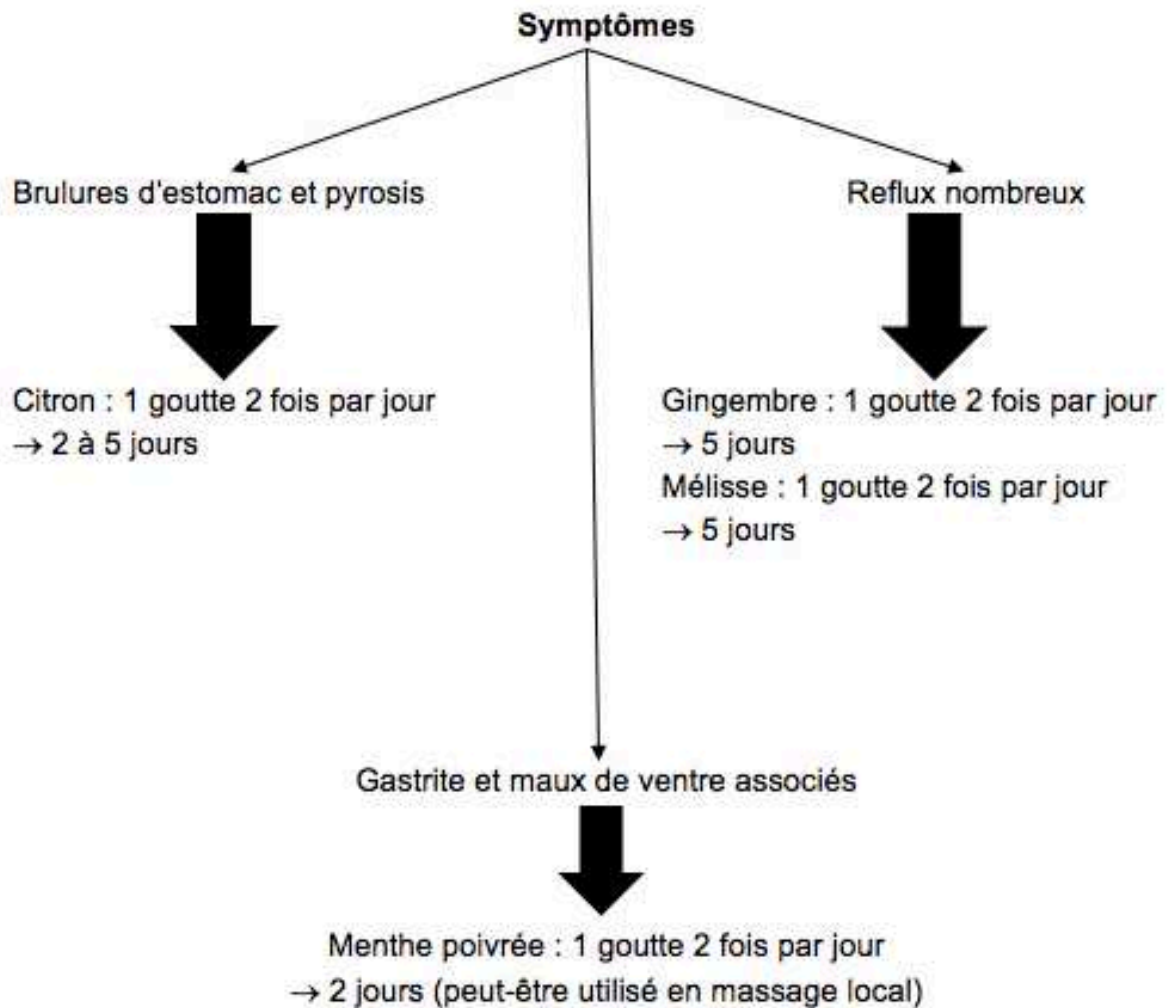 Symptômes
Brulures d'estomac et pyrosis
Reflux nombreux
Citron : 1 goutte 2 fois par jour
→ 2 à 5 jours
Gingembre : 1 goutte 2 fois par jour
→ 5 jours
Mélisse : 1 goutte 2 fois par jour
→ 5 jours
Gastrite et maux de ventre associés
Menthe poivrée : 1 goutte 2 fois par jour
→ 2 jours (peut-être utilisé en massage local)